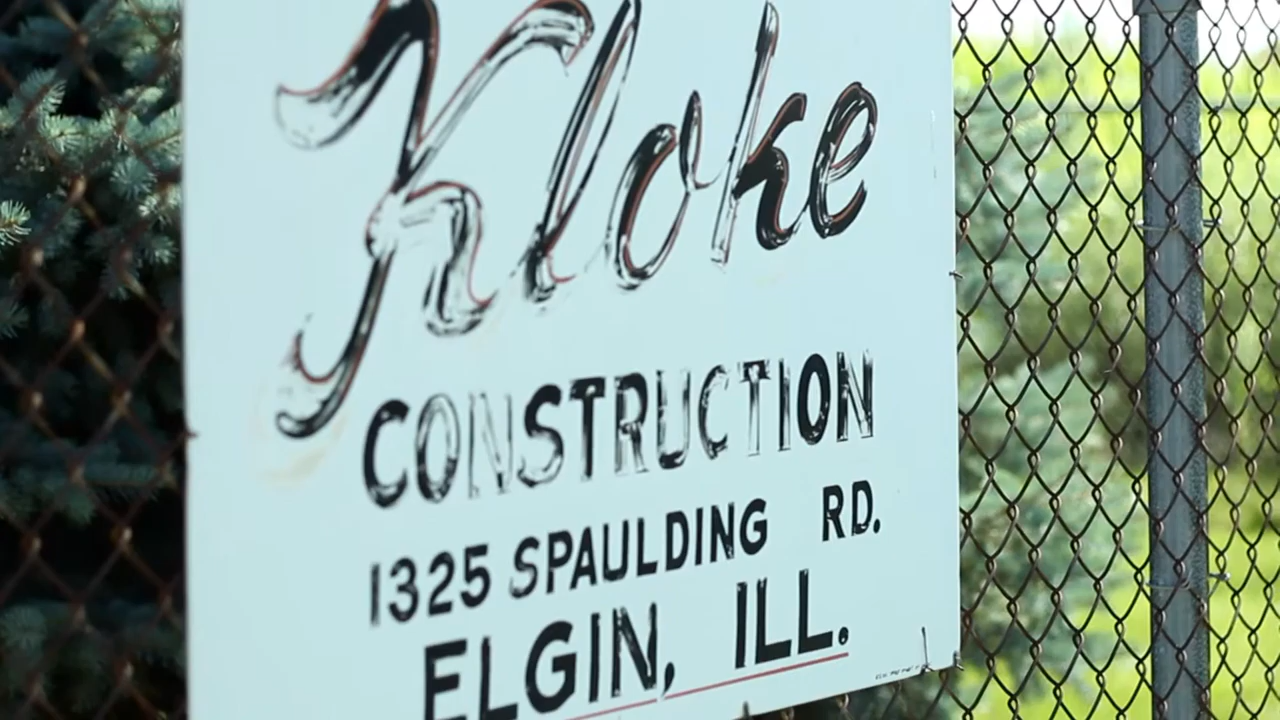 Kloke
CONSTRUCTION
1325 SPAULDING RD.
ELGIN, ILL.